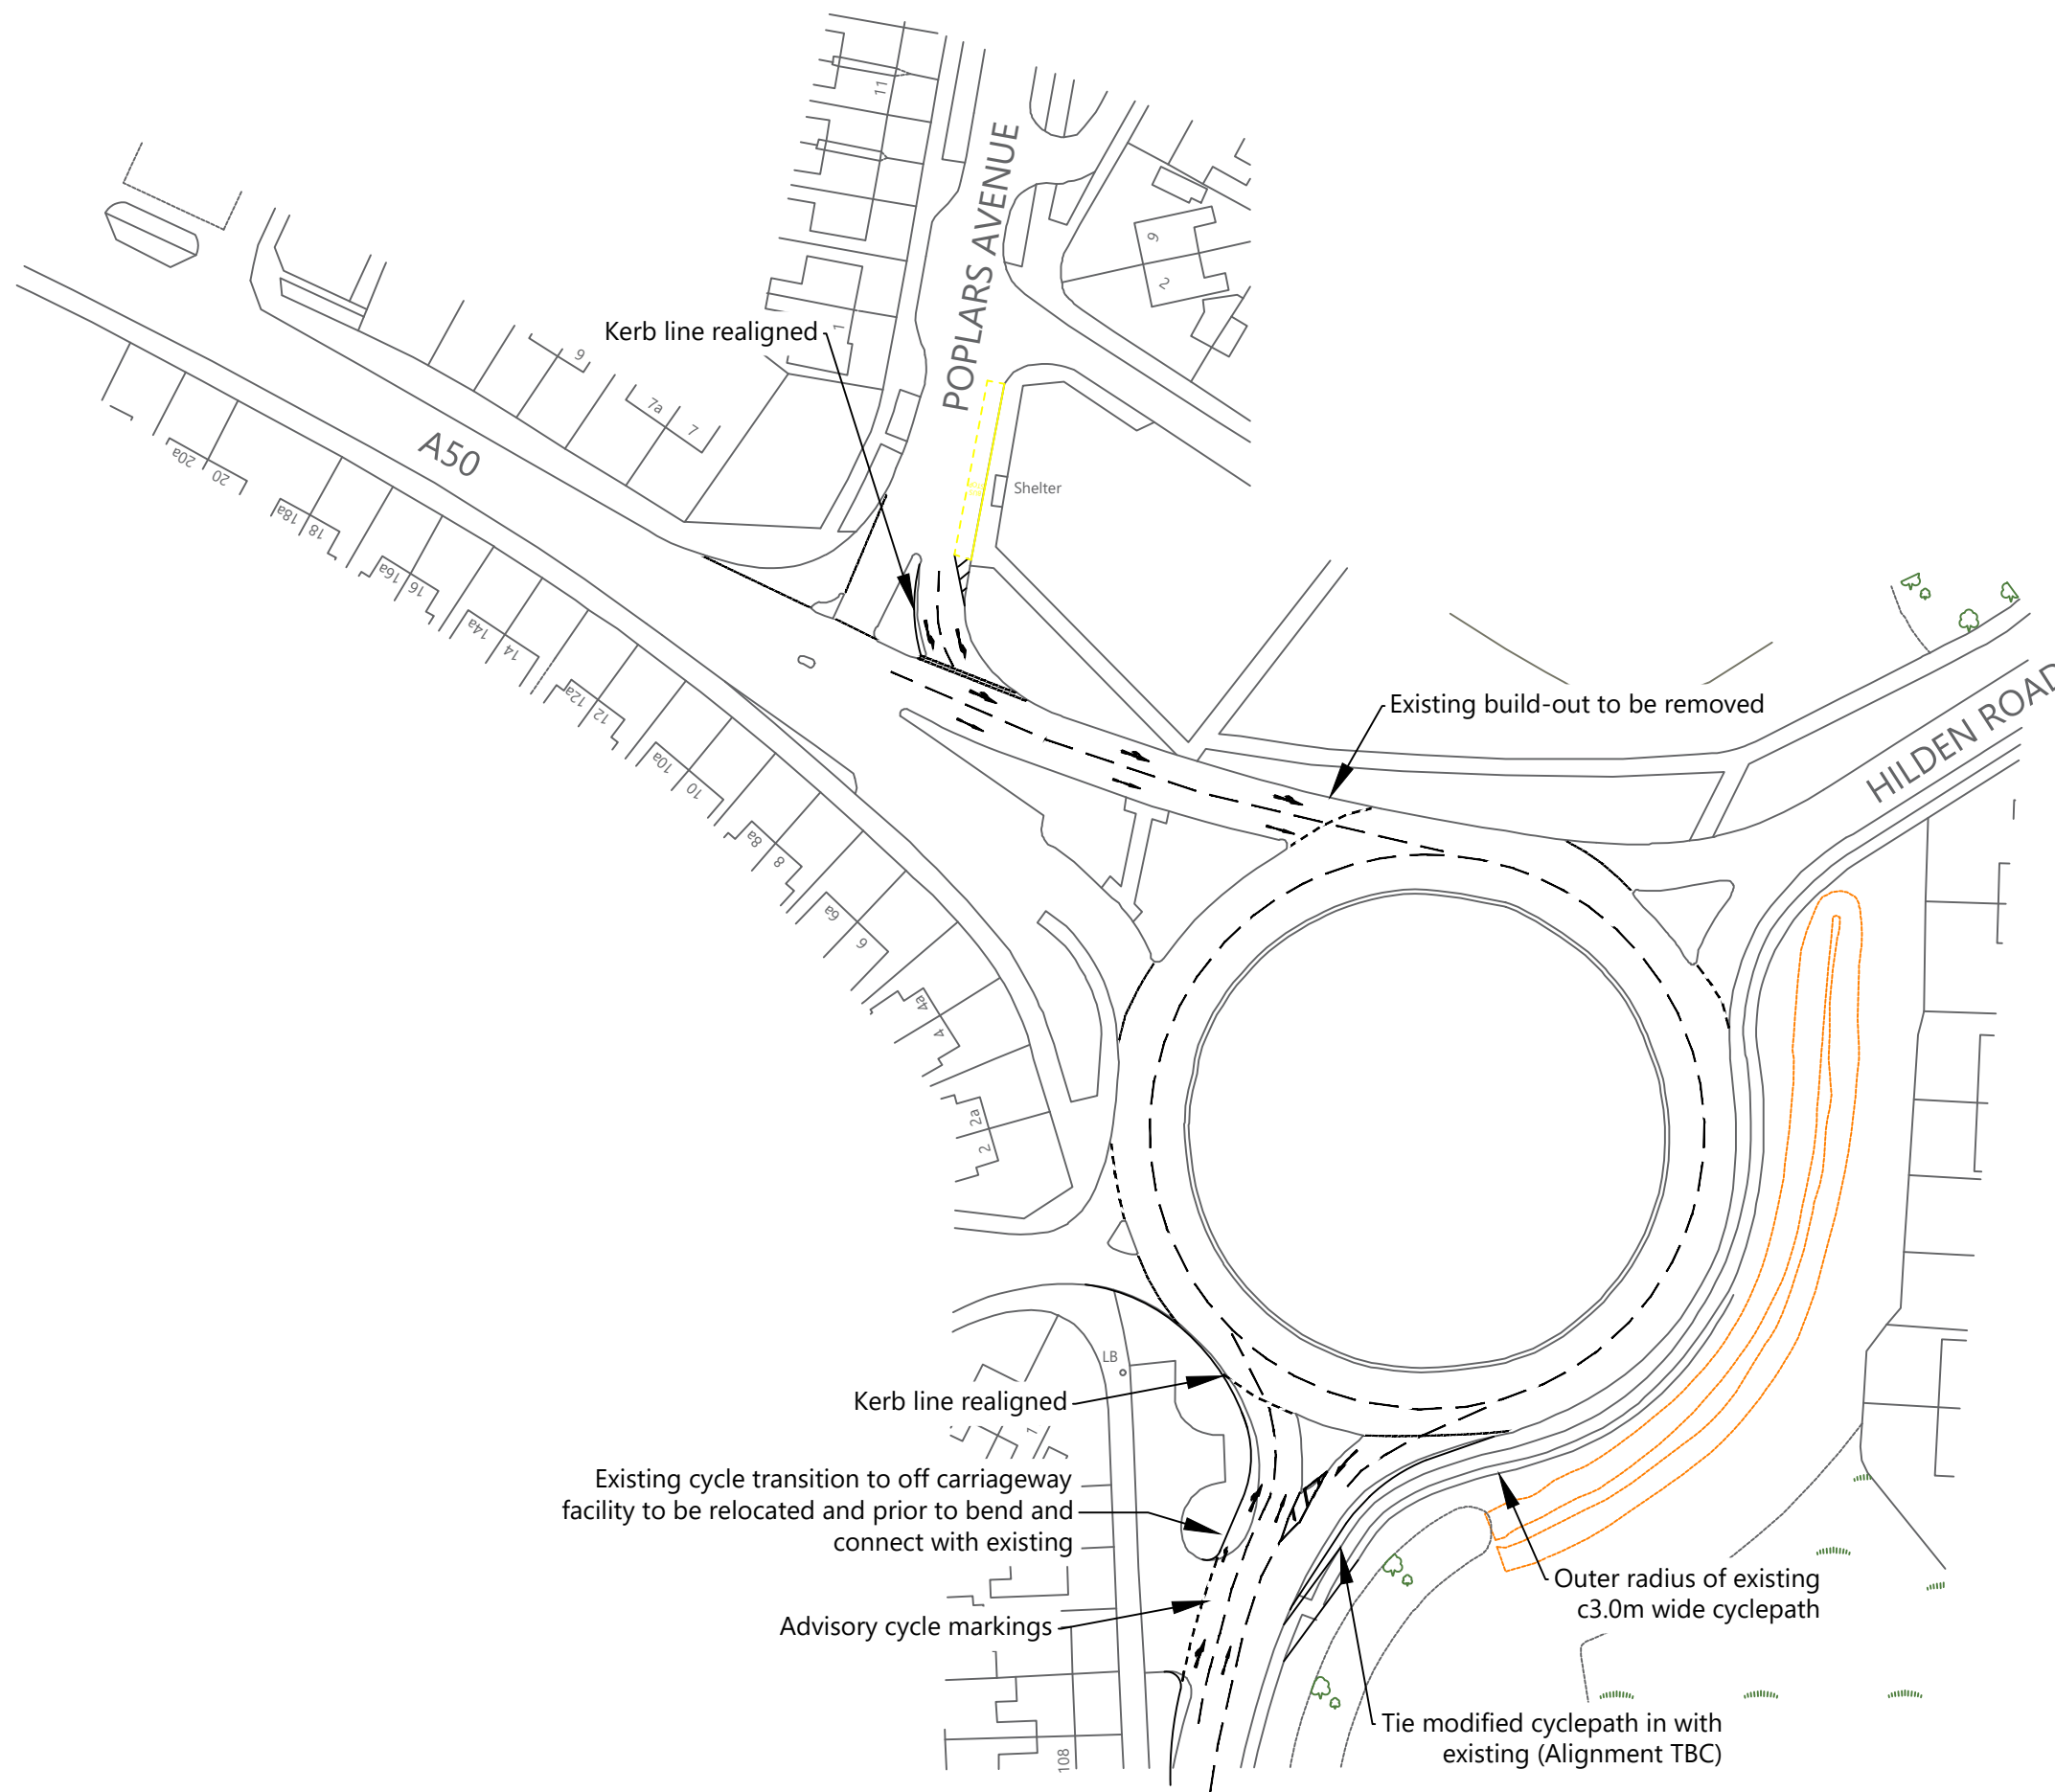 11
POPLARS AVENUE
9
2
Kerb line realigned
1
9
7a
7
A50
20a
20
18a
18
16a
16
14a
14
12a
12
10a
10
8a
8
6a
6
4a
4
2a
2
Shelter
Existing build-out to be removed
HILDEN ROAD
LB
Kerb line realigned
1
Existing cycle transition to off carriageway
facility to be relocated and prior to bend and
connect with existing
Advisory cycle markings
Outer radius of existing
c3.0m wide cyclepath
Tie modified cyclepath in with
existing (Alignment TBC)
108